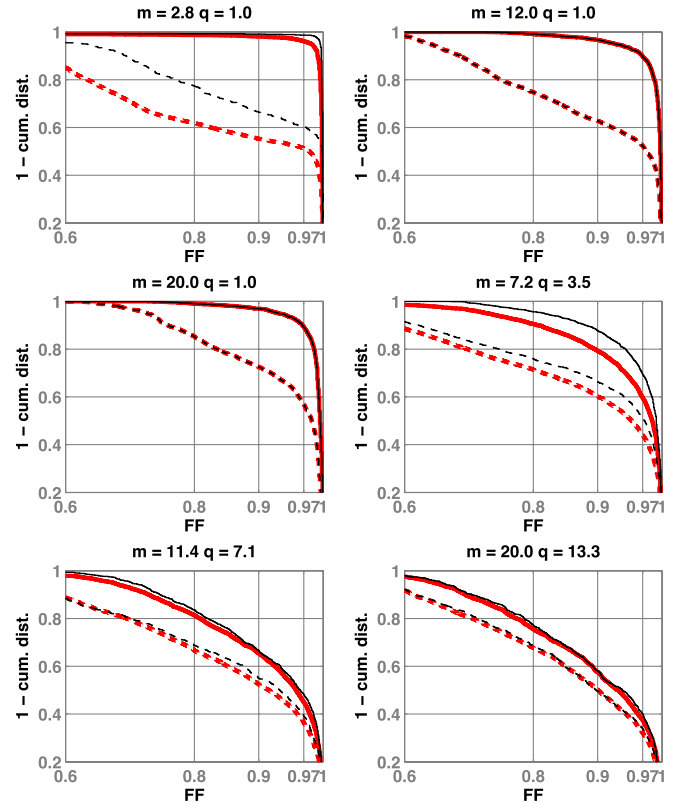 m = 2.8 q = 1.0
1 – cum. dist.
1
0.8
0.6
0.4
0.2
0.6 0.8 0.9 0.971
FF
m = 12.0 q = 1.0
1 – cum. dist.
1
0.8
0.6
0.4
0.2
0.6 0.8 0.9 0.971
FF
m = 20.0 q = 1.0
1 – cum. dist.
1
0.8
0.6
0.4
0.2
0.6 0.8 0.9 0.971
FF
m = 7.2 q = 3.5
1 – cum. dist.
1
0.8
0.6
0.4
0.2
0.6 0.8 0.9 0.971
FF
m = 11.4 q = 7.1
1 – cum. dist.
1
0.8
0.6
0.4
0.2
0.6 0.8 0.9 0.971
FF
m = 20.0 q = 13.3
1 – cum. dist.
1
0.8
0.6
0.4
0.2
0.6 0.8 0.9 0.971
FF